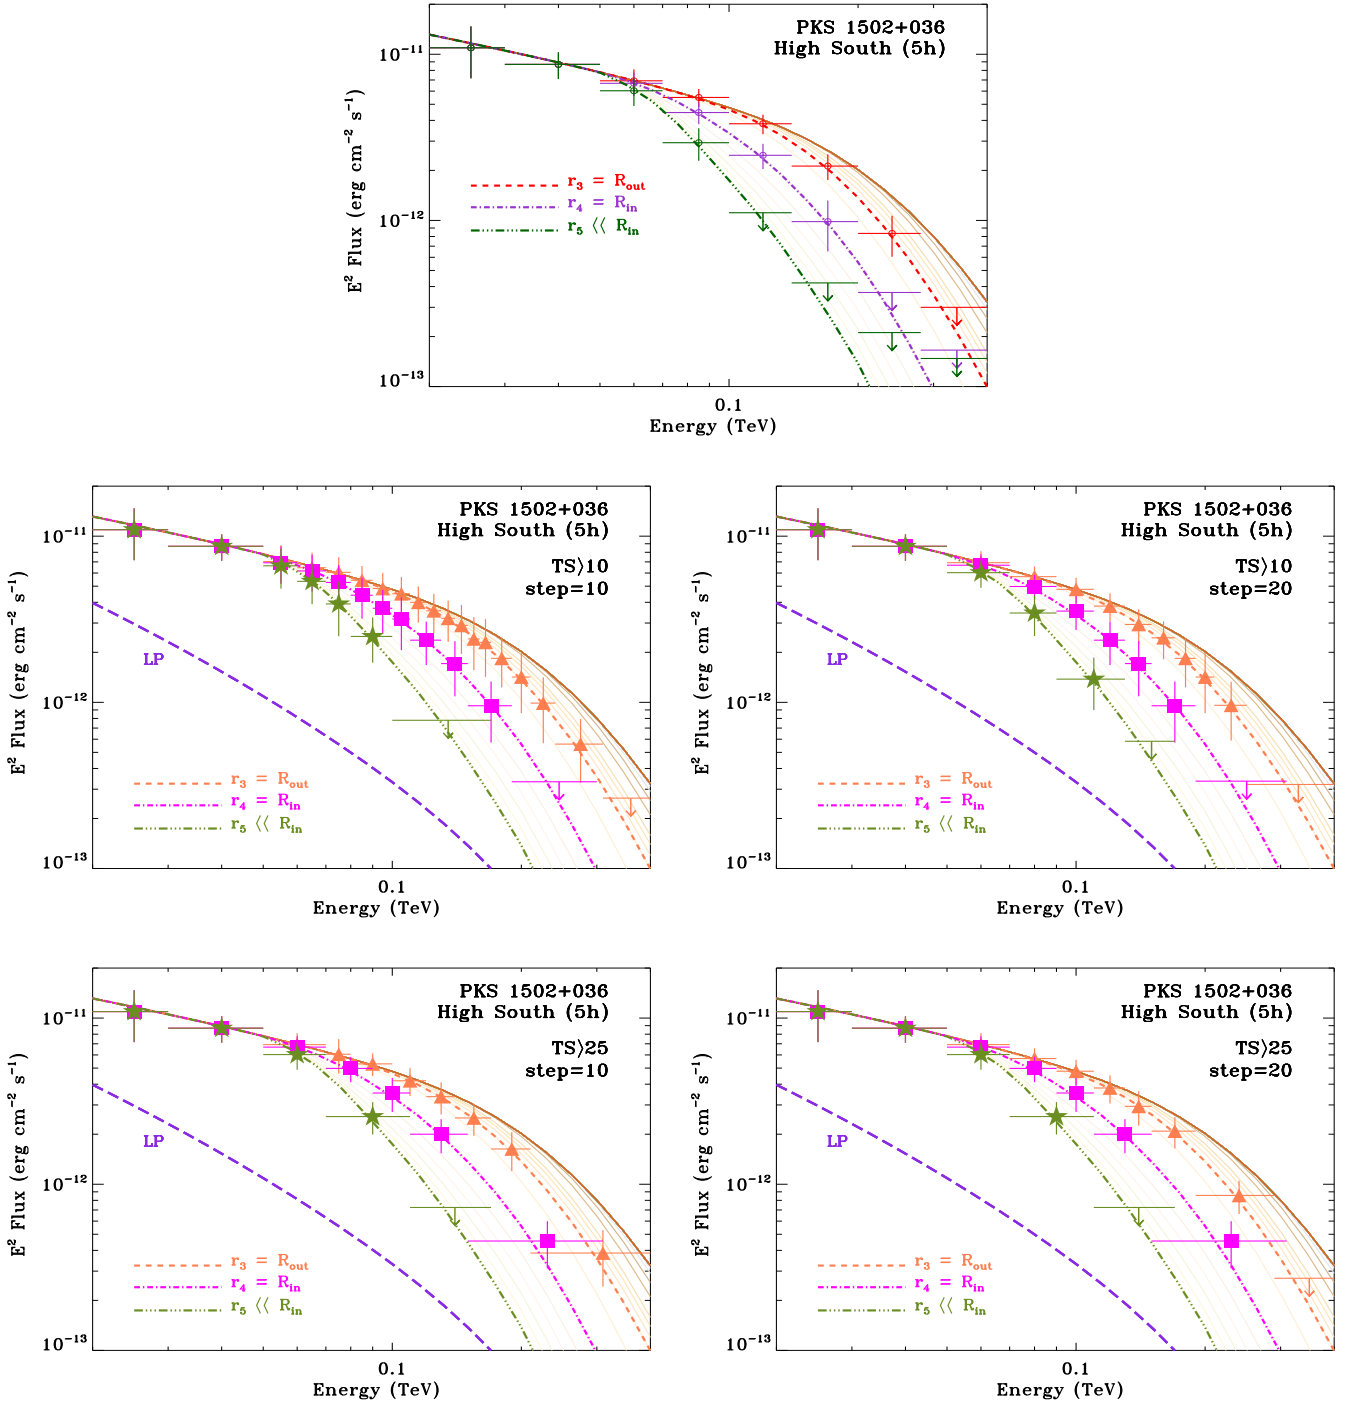 PKS 1502+036
High South (5h)
10⁻¹¹
10⁻¹²
10⁻¹³
E² Flux (erg cm⁻² s⁻¹)
r₃ = R_out
r₄ = R_in
r₅ ⟨⟨ R_in
0.1
Energy (TeV)
PKS 1502+036
High South (5h)
TS⟩10
step=10
10⁻¹¹
10⁻¹²
10⁻¹³
E² Flux (erg cm⁻² s⁻¹)
LP
r₃ = R_out
r₄ = R_in
r₅ ⟨⟨ R_in
0.1
Energy (TeV)
PKS 1502+036
High South (5h)
TS⟩10
step=20
10⁻¹¹
10⁻¹²
10⁻¹³
E² Flux (erg cm⁻² s⁻¹)
LP
r₃ = R_out
r₄ = R_in
r₅ ⟨⟨ R_in
0.1
Energy (TeV)
PKS 1502+036
High South (5h)
TS⟩25
step=10
10⁻¹¹
10⁻¹²
10⁻¹³
E² Flux (erg cm⁻² s⁻¹)
LP
r₃ = R_out
r₄ = R_in
r₅ ⟨⟨ R_in
0.1
Energy (TeV)
PKS 1502+036
High South (5h)
TS⟩25
step=20
10⁻¹¹
10⁻¹²
10⁻¹³
E² Flux (erg cm⁻² s⁻¹)
LP
r₃ = R_out
r₄ = R_in
r₅ ⟨⟨ R_in
0.1
Energy (TeV)